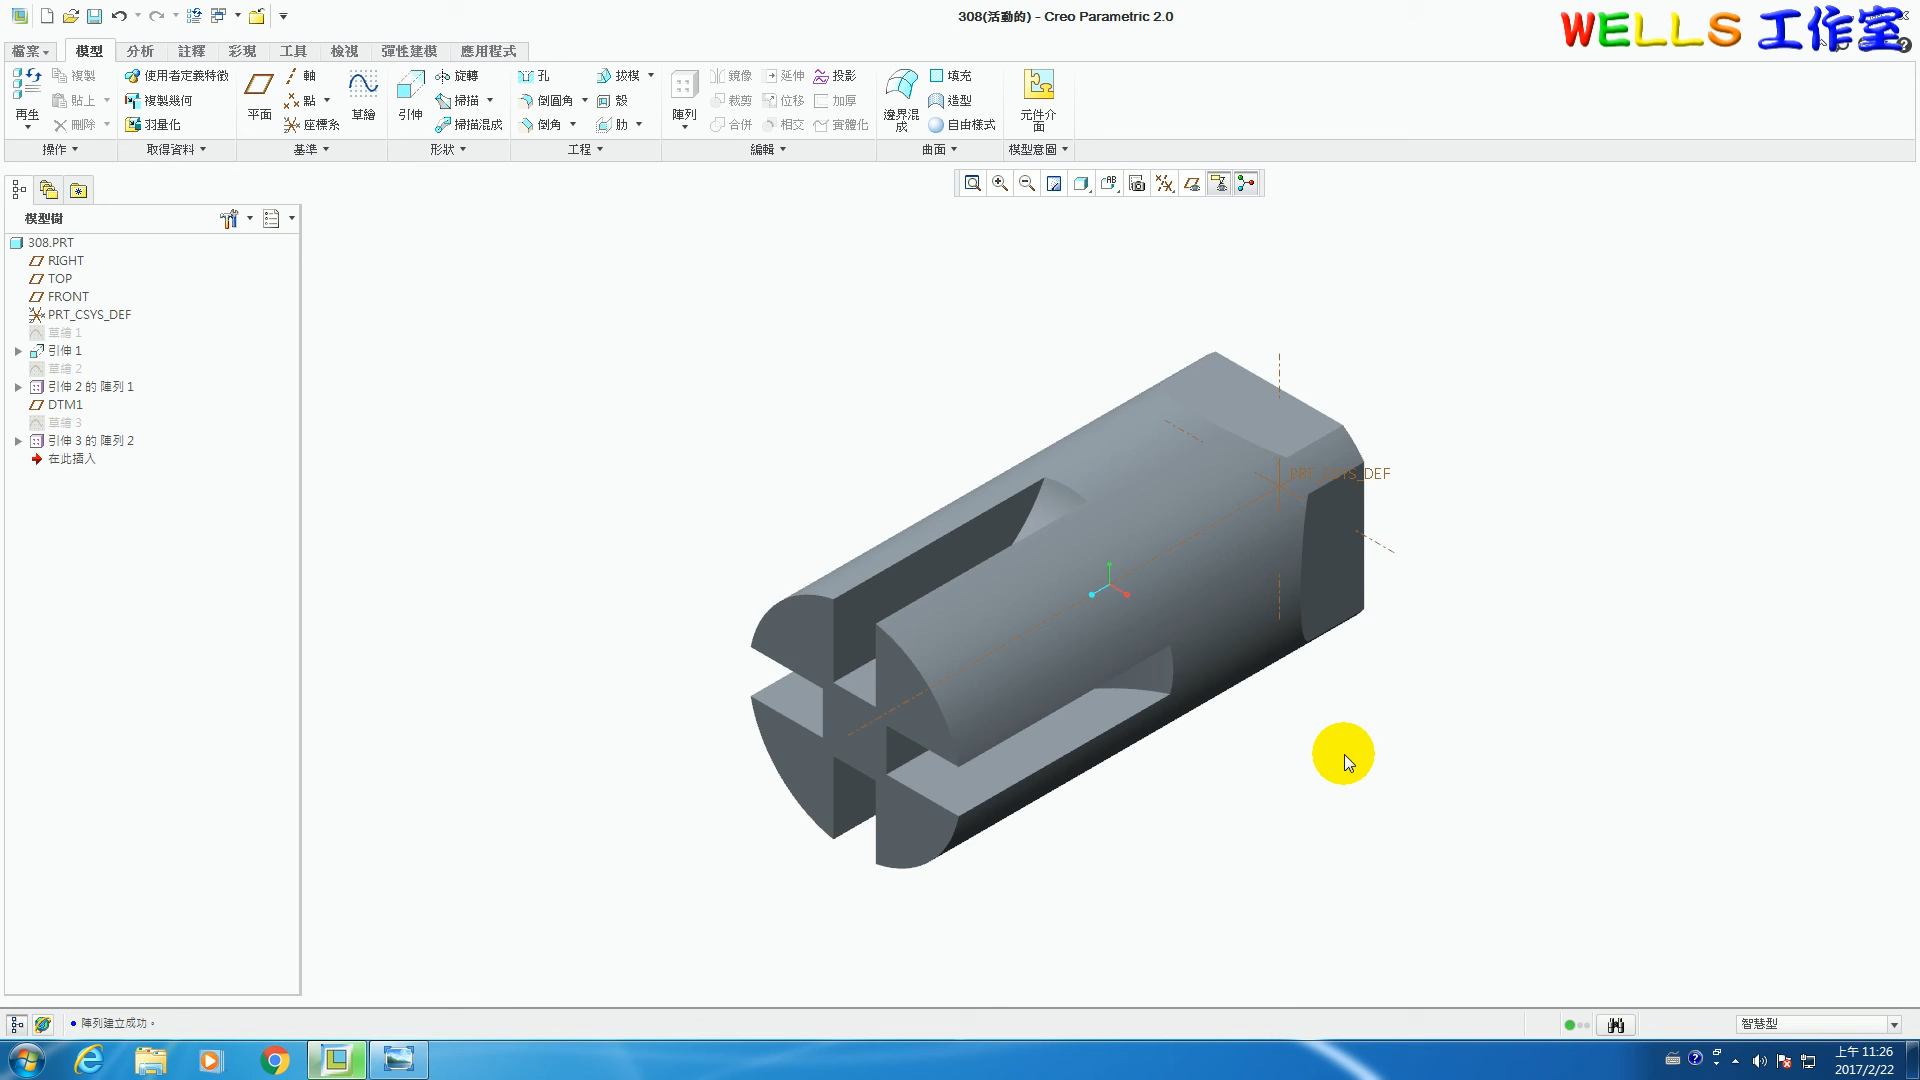 308(活動的) - Creo Parametric 2.0
WELLS 工作室
檔案 模型 分析 註釋 彩現 工具 檢視 彈性建模 應用程式
再生 複製 貼上 刪除
使用者定義特徵 複製幾何 羽量化
平面 軸 點 座標系 草繪
引伸 旋轉 掃描 掃描混成
孔 倒圓角 倒角 拔模 殼 肋
陣列 鏡像 延伸 投影 裁剪 位移 加厚 合併 相交 實體化
邊界混成 填充 造型 自由樣式
元件介面
操作 取得資料 基準 形狀 工程 編輯 曲面 模型意圖
模型樹
308.PRT
RIGHT
TOP
FRONT
PRT_CSYS_DEF
草繪 1
引伸 1
草繪 2
引伸 2 的 陣列 1
DTM1
草繪 3
引伸 3 的 陣列 2
在此插入
PRT_CSYS_DEF
陣列建立成功。
智慧型
上午 11:26
2017/2/22